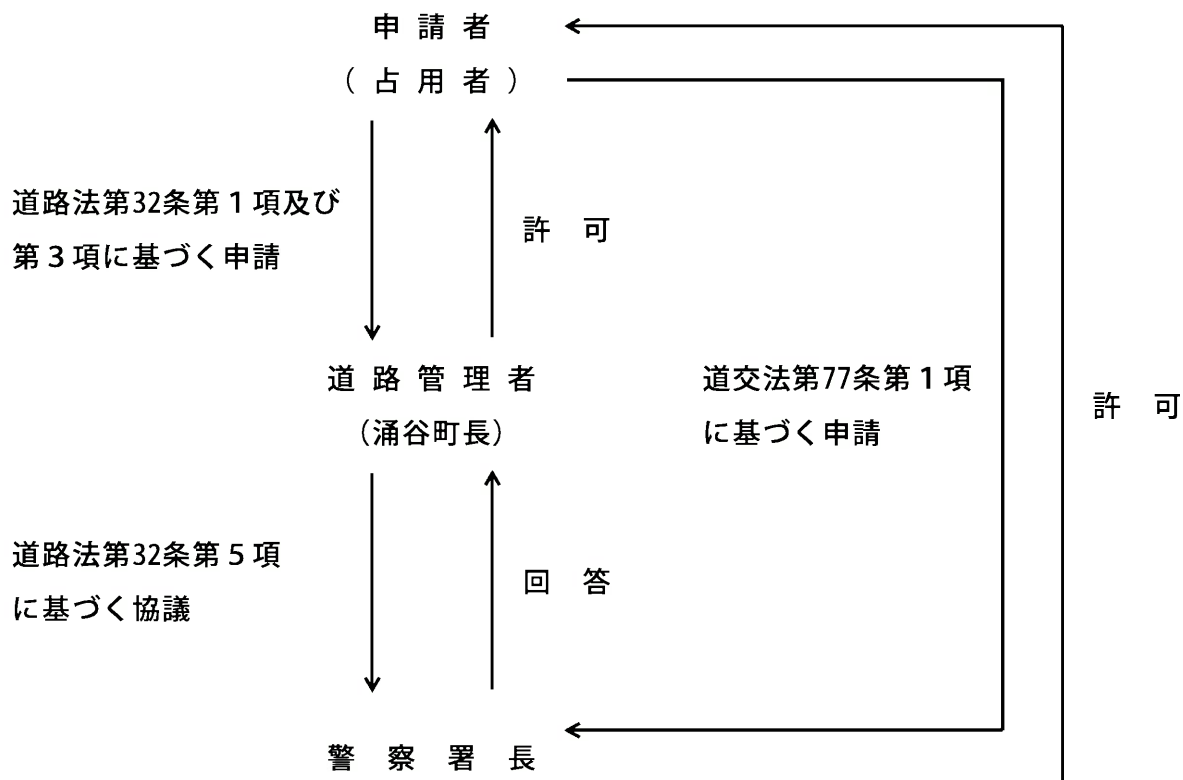 申請者
（占用者）
道路法第32条第１項及び
第３項に基づく申請
許可
道路管理者
（涌谷町長）
道交法第77条第１項
に基づく申請
許可
道路法第32条第５項
に基づく協議
回答
警察署長